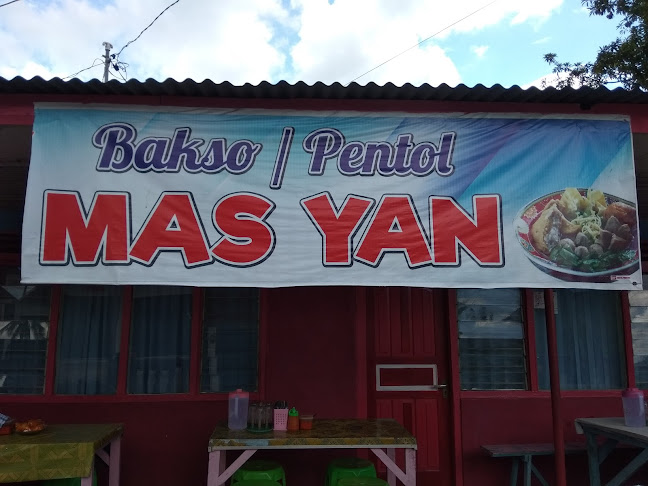 Bakso / Pentol
MAS YAN